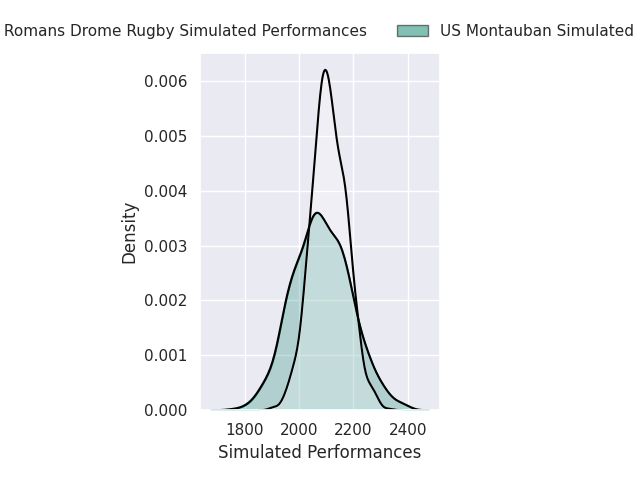 Romans Drome Rugby Simulated Performances US Montauban Simulated
0.006
0.005
0.004
0.003
0.002
0.001
0.000
Density
1800 2000 2200 2400
Simulated Performances